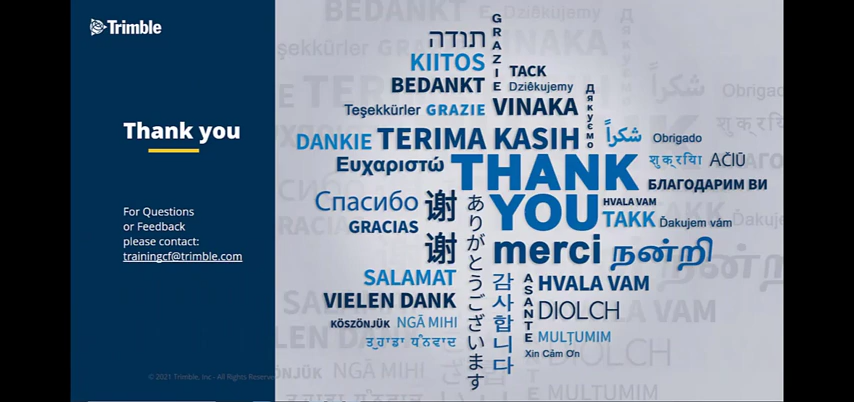 Trimble
Thank you
For Questions
or Feedback
please contact:
trainingcf@trimble.com
© 2021 Trimble, Inc - All Rights Reserved
תודה
GRAZIE
KIITOS
TACK
BEDANKT
Dziękujemy
Дякуємо
Teşekkürler
GRAZIE
VINAKA
DANKIE
TERIMA KASIH
شكراً
Obrigado
Ευχαριστώ
THANK
YOU
AČIŪ
БЛАГОДАРИМ ВИ
Спасибо
谢谢
ありがとうございます
HVALA VAM
TAKK
Ďakujem vám
GRACIAS
merci
நன்றி
SALAMAT
감사합니다
ASANTE
HVALA VAM
VIELEN DANK
DIOLCH
KÖSZÖNJÜK
NGĀ MIHI
MULȚUMIM
Xin Cảm Ơn